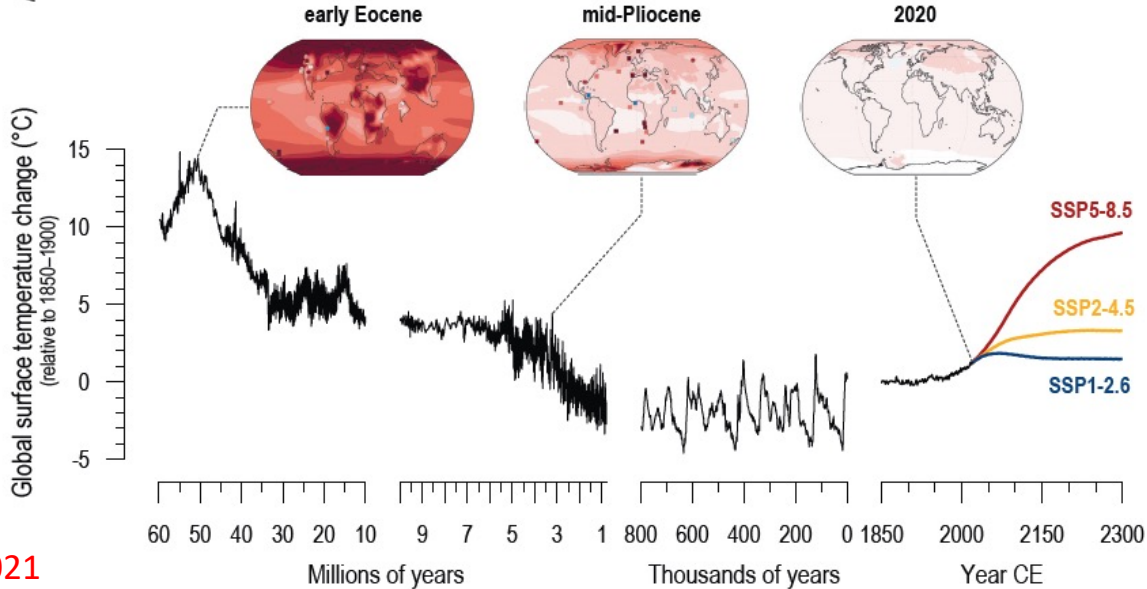 early Eocene
mid-Pliocene
2020
Global surface temperature change (°C)
(relative to 1850–1900)
15
10
5
0
-5
SSP5-8.5
SSP2-4.5
SSP1-2.6
60 50 40 30 20 10 9 7 5 3 1 800 600 400 200 0 1850 2000 2150 2300
Millions of years
Thousands of years
Year CE